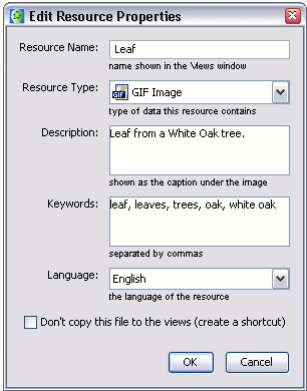 Edit Resource Properties
Resource Name: Leaf
name shown in the Views window
Resource Type: GIF Image
type of data this resource contains
Description: Leaf from a White Oak tree.
shown as the caption under the image
Keywords: leaf, leaves, trees, oak, white oak
separated by commas
Language: English
the language of the resource
Don't copy this file to the views (create a shortcut)
OK Cancel